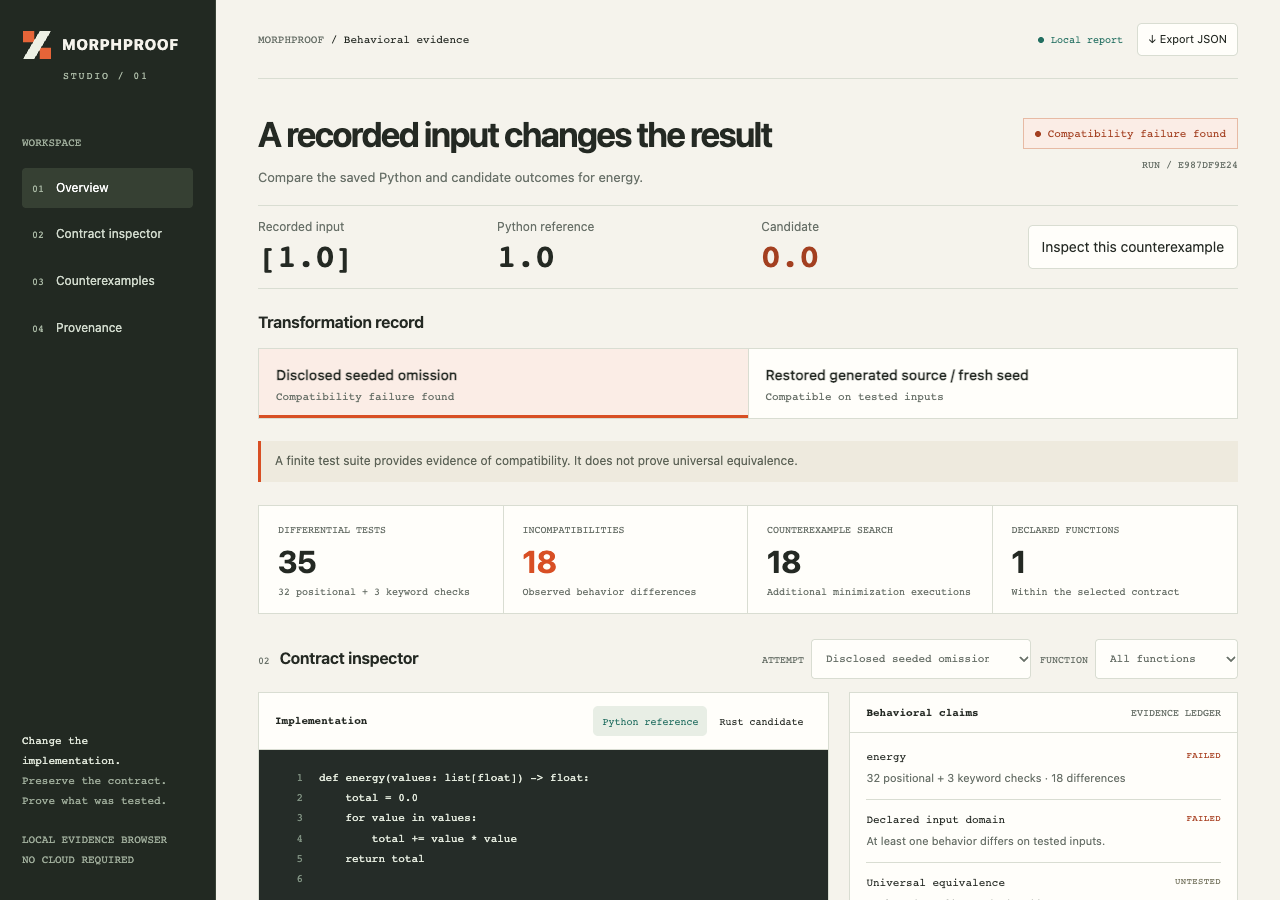 MORPHPROOF
STUDIO / 01
WORKSPACE
01 Overview
02 Contract inspector
03 Counterexamples
04 Provenance
Change the
implementation.
Preserve the contract.
Prove what was tested.
LOCAL EVIDENCE BROWSER
NO CLOUD REQUIRED
MORPHPROOF / Behavioral evidence
Local report
↓ Export JSON
A recorded input changes the result
Compatibility failure found
Compare the saved Python and candidate outcomes for energy.
RUN / E987DF9E24
Recorded input
[1.0]
Python reference
1.0
Candidate
0.0
Inspect this counterexample
Transformation record
Disclosed seeded omission
Compatibility failure found
Restored generated source / fresh seed
Compatible on tested inputs
A finite test suite provides evidence of compatibility. It does not prove universal equivalence.
DIFFERENTIAL TESTS
35
32 positional + 3 keyword checks
INCOMPATIBILITIES
18
Observed behavior differences
COUNTEREXAMPLE SEARCH
18
Additional minimization executions
DECLARED FUNCTIONS
1
Within the selected contract
02 Contract inspector
ATTEMPT Disclosed seeded omission
FUNCTION All functions
Implementation
Python reference
Rust candidate
1 def energy(values: list[float]) -> float:
2 total = 0.0
3 for value in values:
4 total += value * value
5 return total
6
Behavioral claims
EVIDENCE LEDGER
energy FAILED
32 positional + 3 keyword checks · 18 differences
Declared input domain FAILED
At least one behavior differs on tested inputs.
Universal equivalence UNTESTED